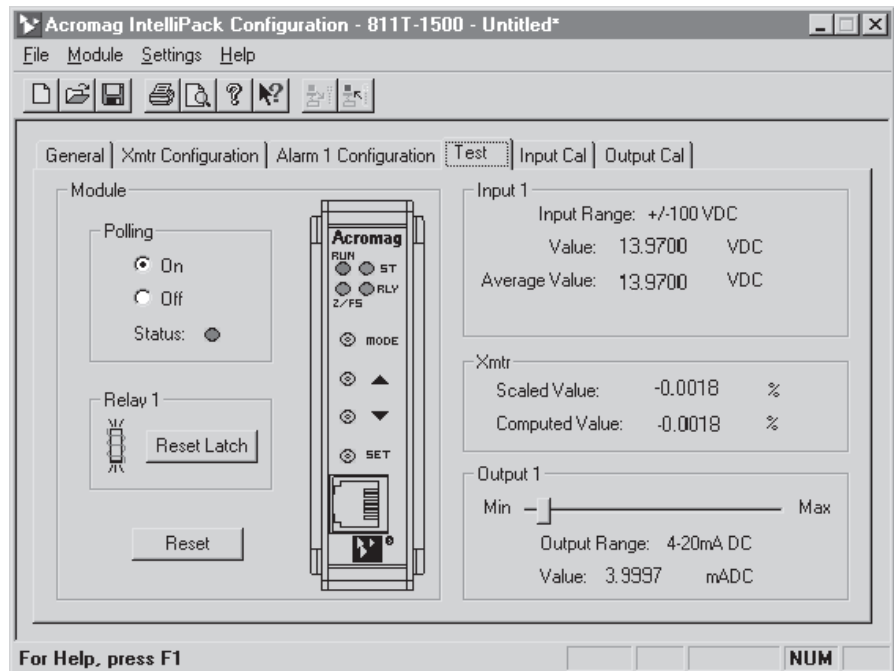 Acromag IntelliPack Configuration - 811T-1500 - Untitled*
File Module Settings Help
General Xmtr Configuration Alarm 1 Configuration Test Input Cal Output Cal
Module
Polling
On
Off
Status:
Relay 1
Reset Latch
Reset
Acromag
RUN
ST
RLY
Z/FS
MODE
SET
®
Input 1
Input Range: +/-100 VDC
Value: 13.9700 VDC
Average Value: 13.9700 VDC
Xmtr
Scaled Value: -0.0018 %
Computed Value: -0.0018 %
Output 1
Min Max
Output Range: 4-20mA DC
Value: 3.9997 mADC
For Help, press F1 NUM